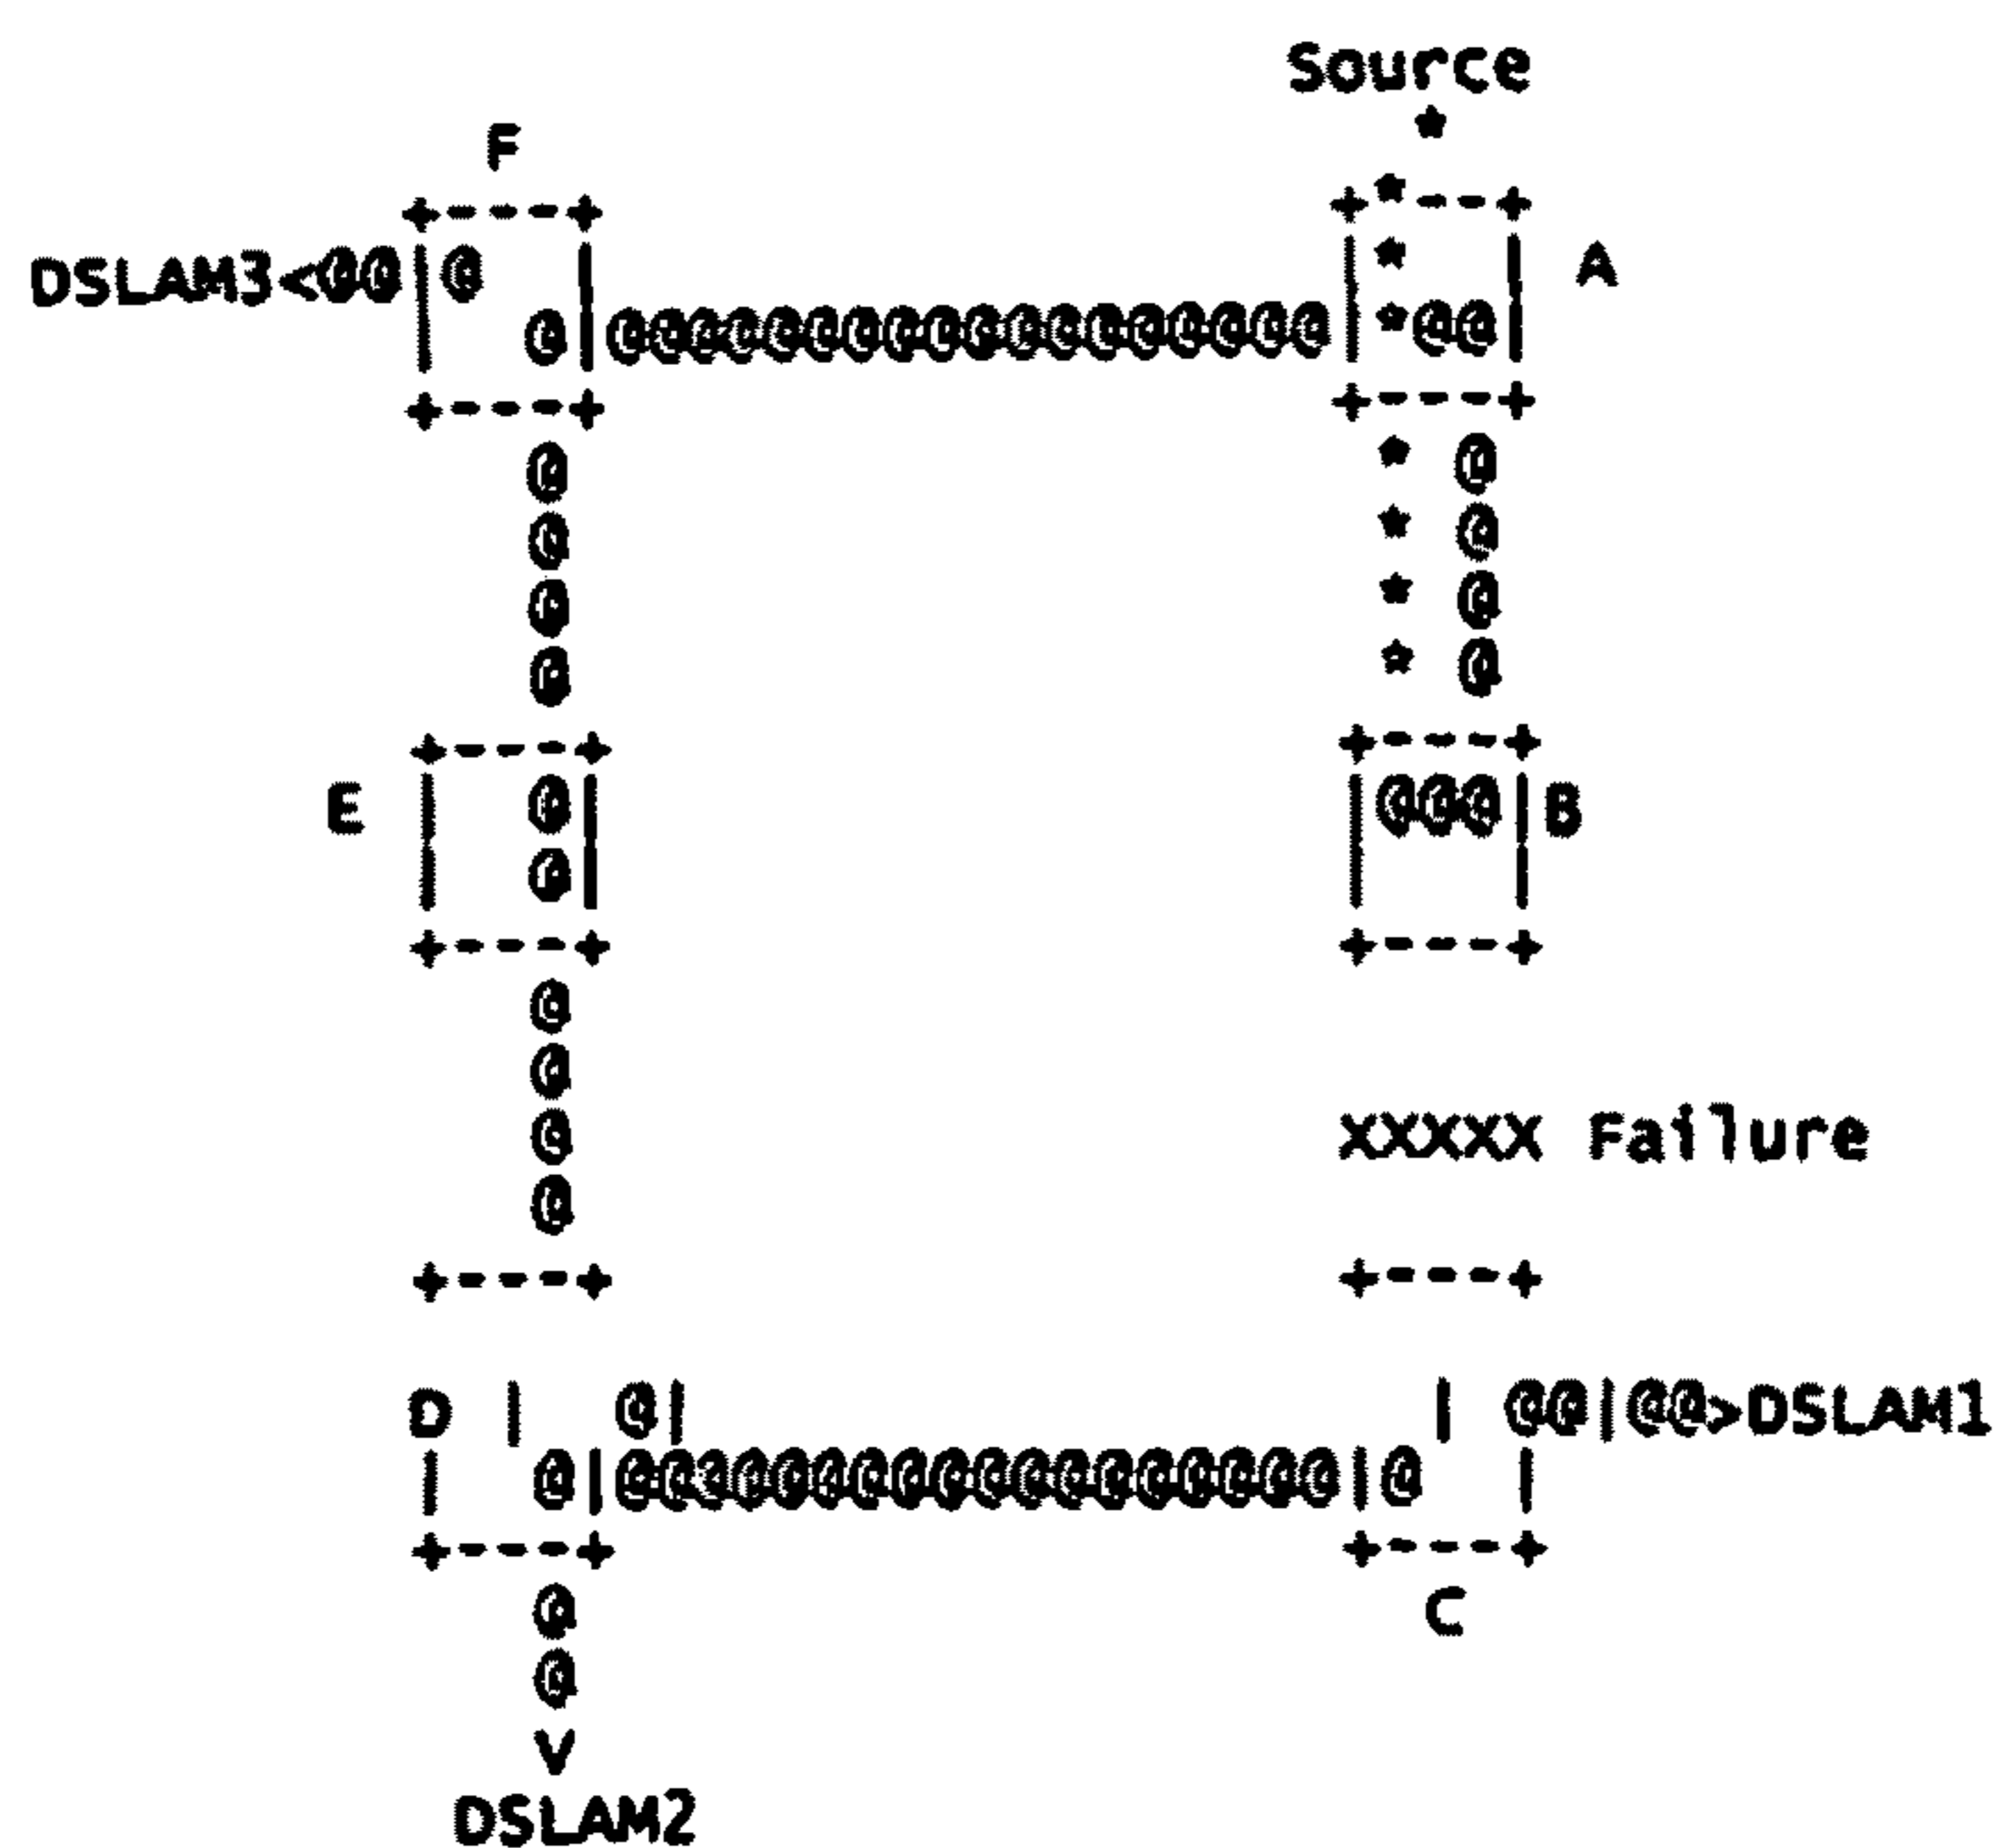 Source
*
F
+---+ +*--+
DSLAM3<@@|@ | |* | A
| @|@@@@@@@@@@@@@@@@@@|*@@|
+---+ +---+
@ * @
@ * @
@ * @
@ * @
+---+ +---+
E | @| |@@@|B
| @| | |
+---+ +---+
@
@
@ xxxxx Failure
@
+---+ +---+
D | @| | @@|@@>DSLAM1
| @|@@@@@@@@@@@@@@@@@@|@ |
+---+ +---+
@ C
@
v
DSLAM2